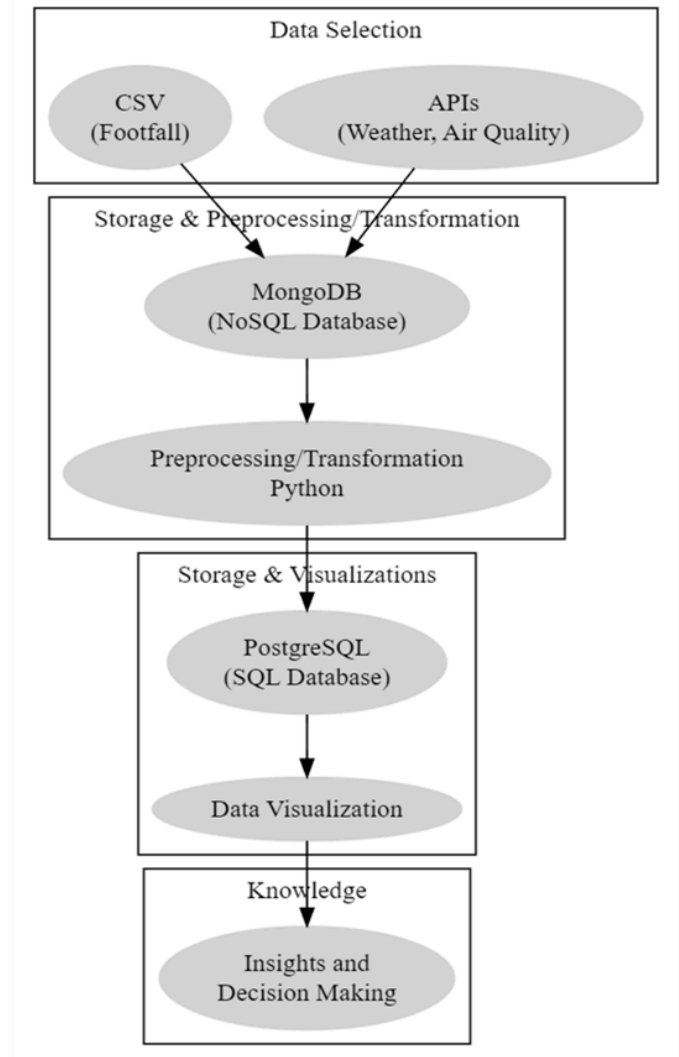 Data Selection
CSV
(Footfall)
APIs
(Weather, Air Quality)
Storage & Preprocessing/Transformation
MongoDB
(NoSQL Database)
Preprocessing/Transformation
Python
Storage & Visualizations
PostgreSQL
(SQL Database)
Data Visualization
Knowledge
Insights and
Decision Making